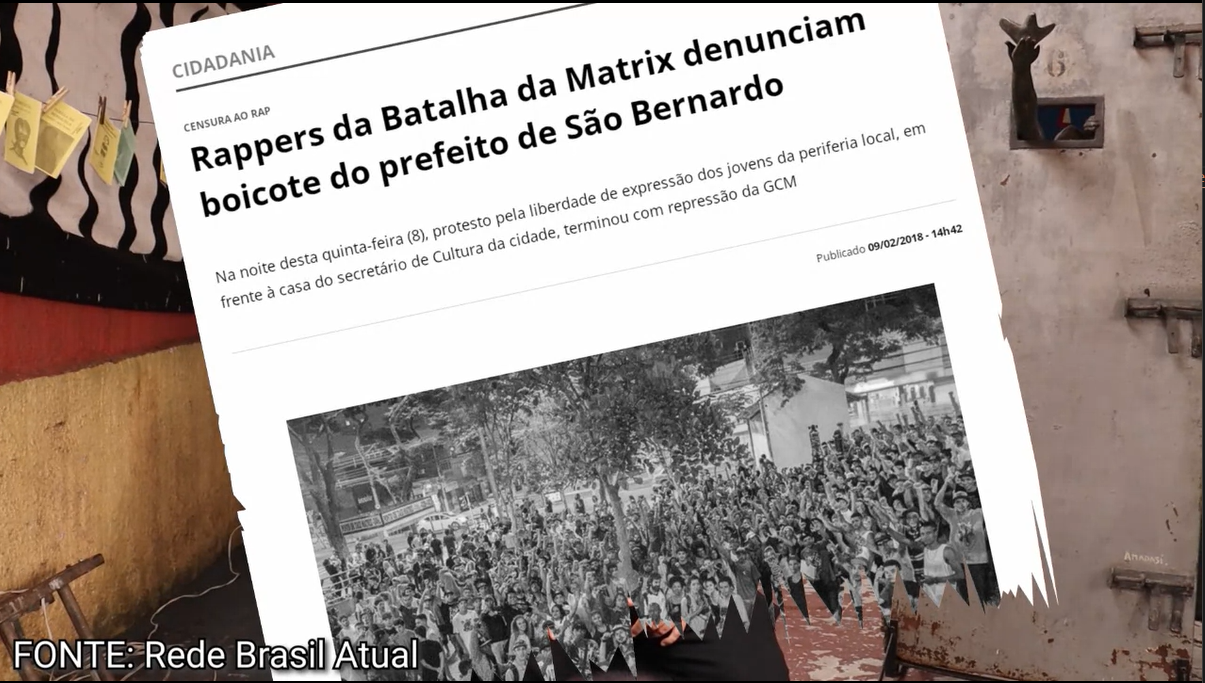 CIDADANIA
CENSURA AO RAP
Rappers da Batalha da Matrix denunciam
boicote do prefeito de São Bernardo
Na noite desta quinta-feira (8), protesto pela liberdade de expressão dos jovens da periferia local, em
frente à casa do secretário de Cultura da cidade, terminou com repressão da GCM
Publicado 09/02/2018 - 14h42
6
FONTE: Rede Brasil Atual